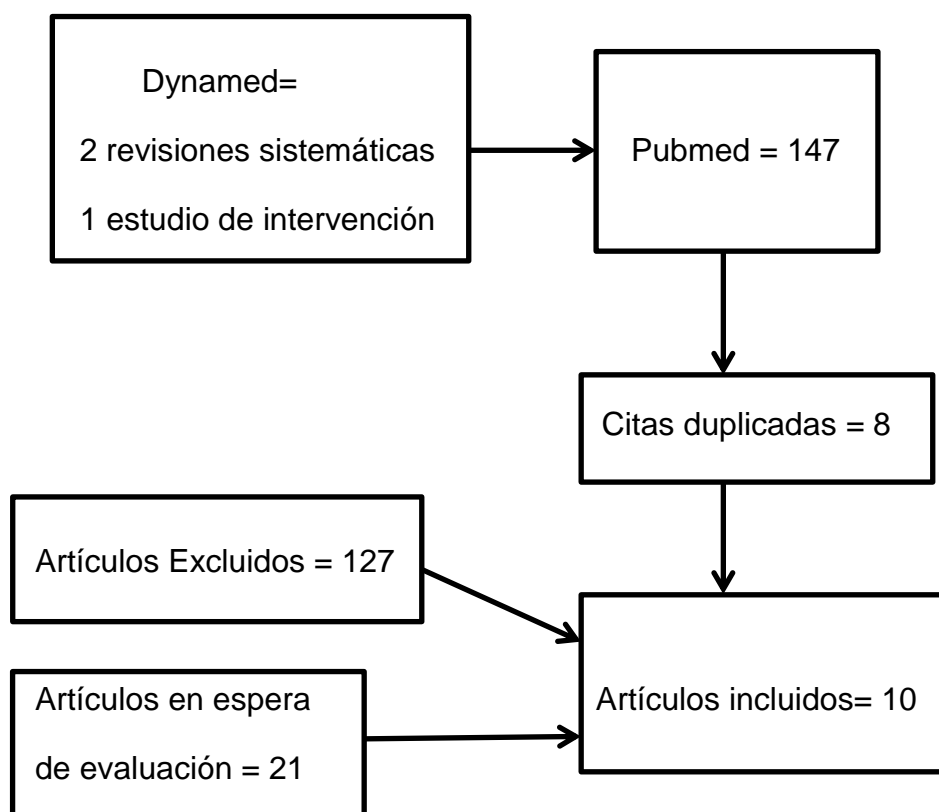 Dynamed=
2 revisiones sistemáticas
1 estudio de intervención
Pubmed = 147
Citas duplicadas = 8
Artículos Excluidos = 127
Artículos en espera
de evaluación = 21
Artículos incluidos= 10